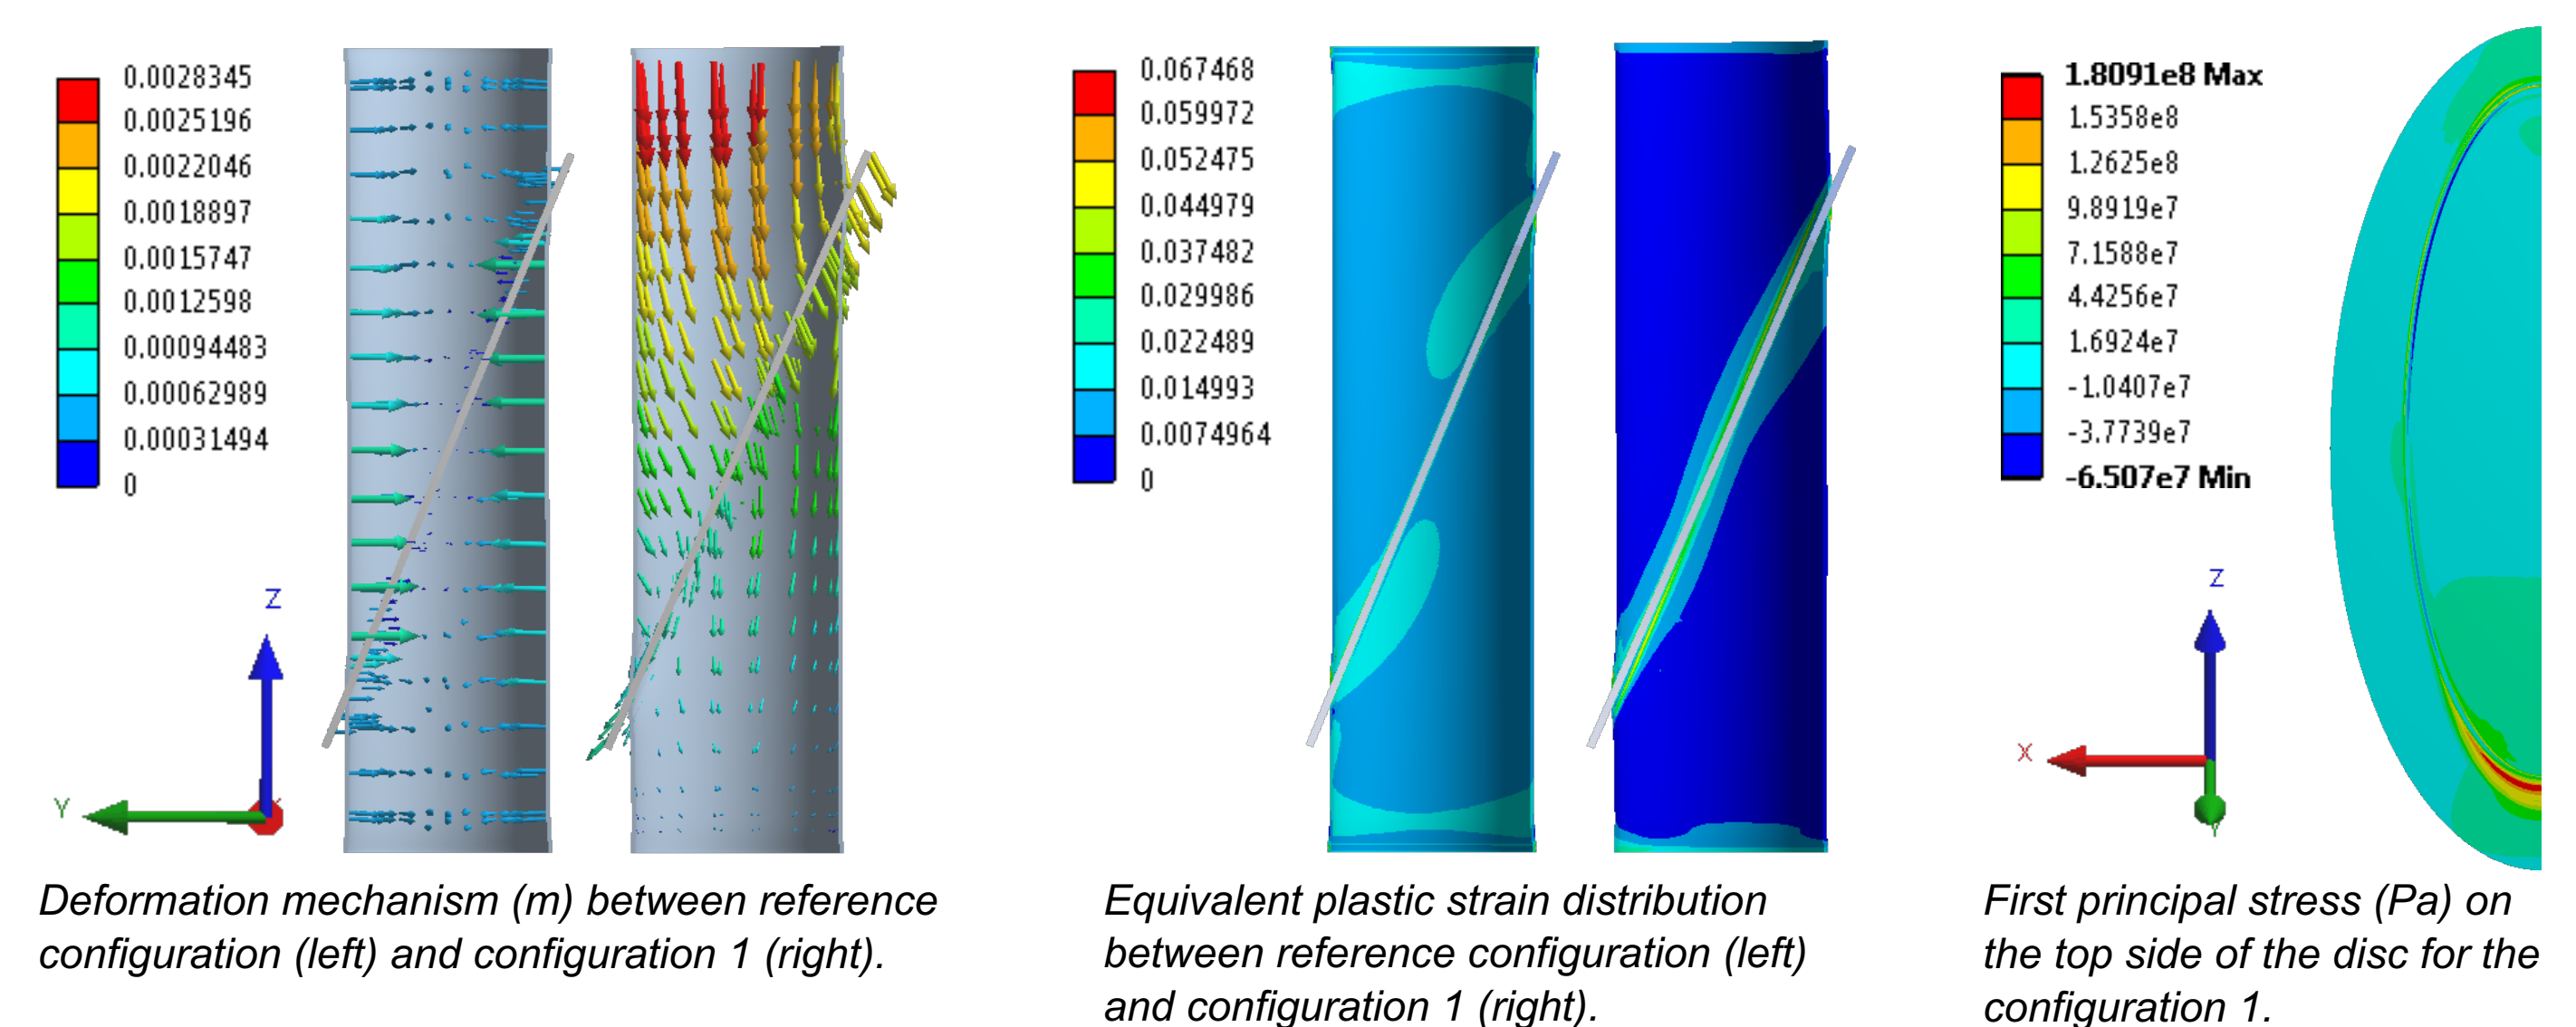 0.0028345
0.0025196
0.0022046
0.0018897
0.0015747
0.0012598
0.00094483
0.00062989
0.00031494
0
Z
Y
Deformation mechanism (m) between reference
configuration (left) and configuration 1 (right).
0.067468
0.059972
0.052475
0.044979
0.037482
0.029986
0.022489
0.014993
0.0074964
0
Equivalent plastic strain distribution
between reference configuration (left)
and configuration 1 (right).
1.8091e8 Max
1.5358e8
1.2625e8
9.8919e7
7.1588e7
4.4256e7
1.6924e7
-1.0407e7
-3.7739e7
-6.507e7 Min
Z
X
Y
First principal stress (Pa) on
the top side of the disc for the
configuration 1.